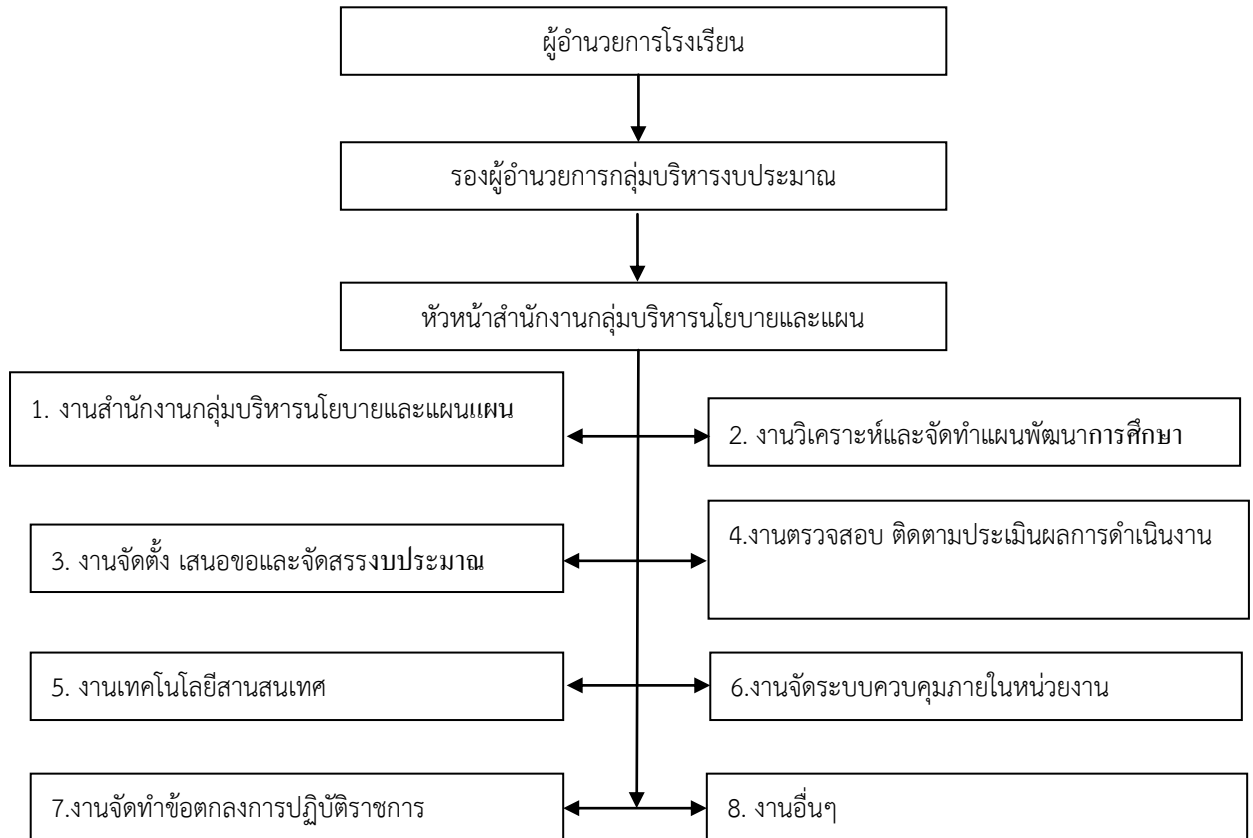 ผู้อำนวยการโรงเรียน
รองผู้อำนวยการกลุ่มบริหารงบประมาณ
หัวหน้าสำนักงานกลุ่มบริหารนโยบายและแผน
1. งานสำนักงานกลุ่มบริหารนโยบายและแผนแผน
2. งานวิเคราะห์และจัดทำแผนพัฒนาการศึกษา
3. งานจัดตั้ง เสนอขอและจัดสรรงบประมาณ
4.งานตรวจสอบ ติดตามประเมินผลการดำเนินงาน
5. งานเทคโนโลยีสานสนเทศ
6.งานจัดระบบควบคุมภายในหน่วยงาน
7.งานจัดทำข้อตกลงการปฏิบัติราชการ
8. งานอื่นๆ